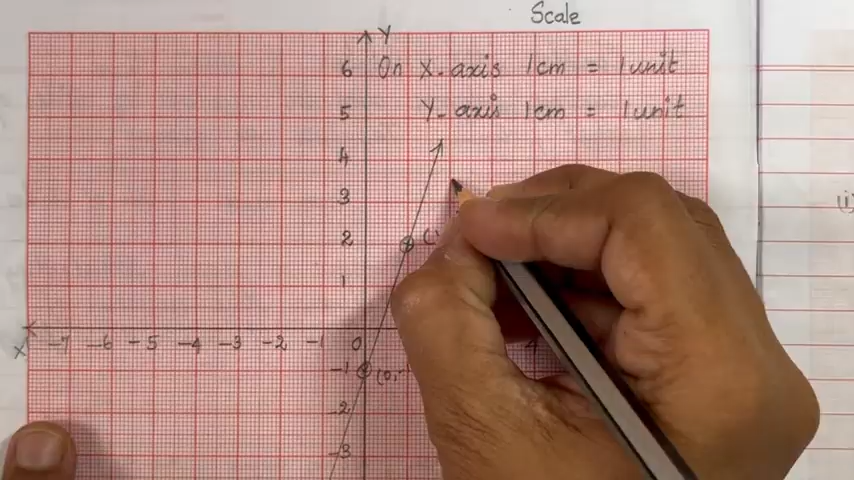 Scale
Y
6 On X-axis 1cm = 1unit
5 Y-axis 1cm = 1unit
4
3
2
1
X -7 -6 -5 -4 -3 -2 -1 0
-1 (0,-
-2
-3